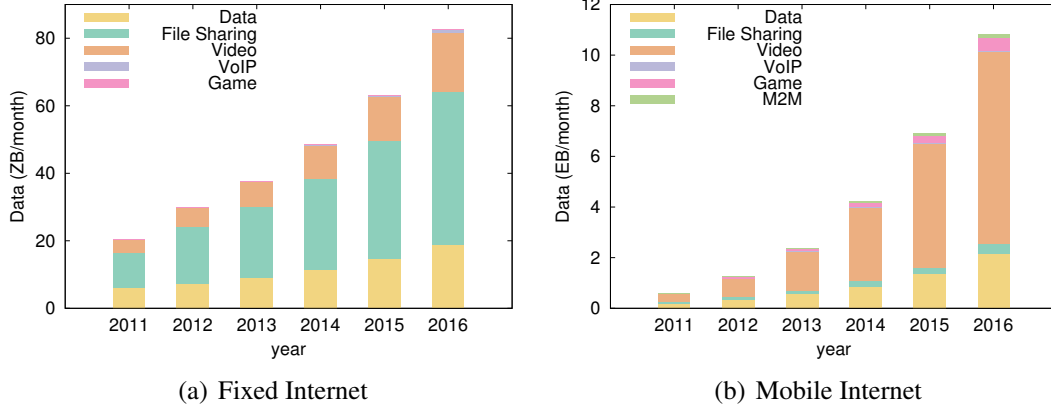 Data (ZB/month)
80
60
40
20
0
Data
File Sharing
Video
VoIP
Game
2011 2012 2013 2014 2015 2016
year
(a) Fixed Internet
Data (EB/month)
12
10
8
6
4
2
0
Data
File Sharing
Video
VoIP
Game
M2M
2011 2012 2013 2014 2015 2016
year
(b) Mobile Internet